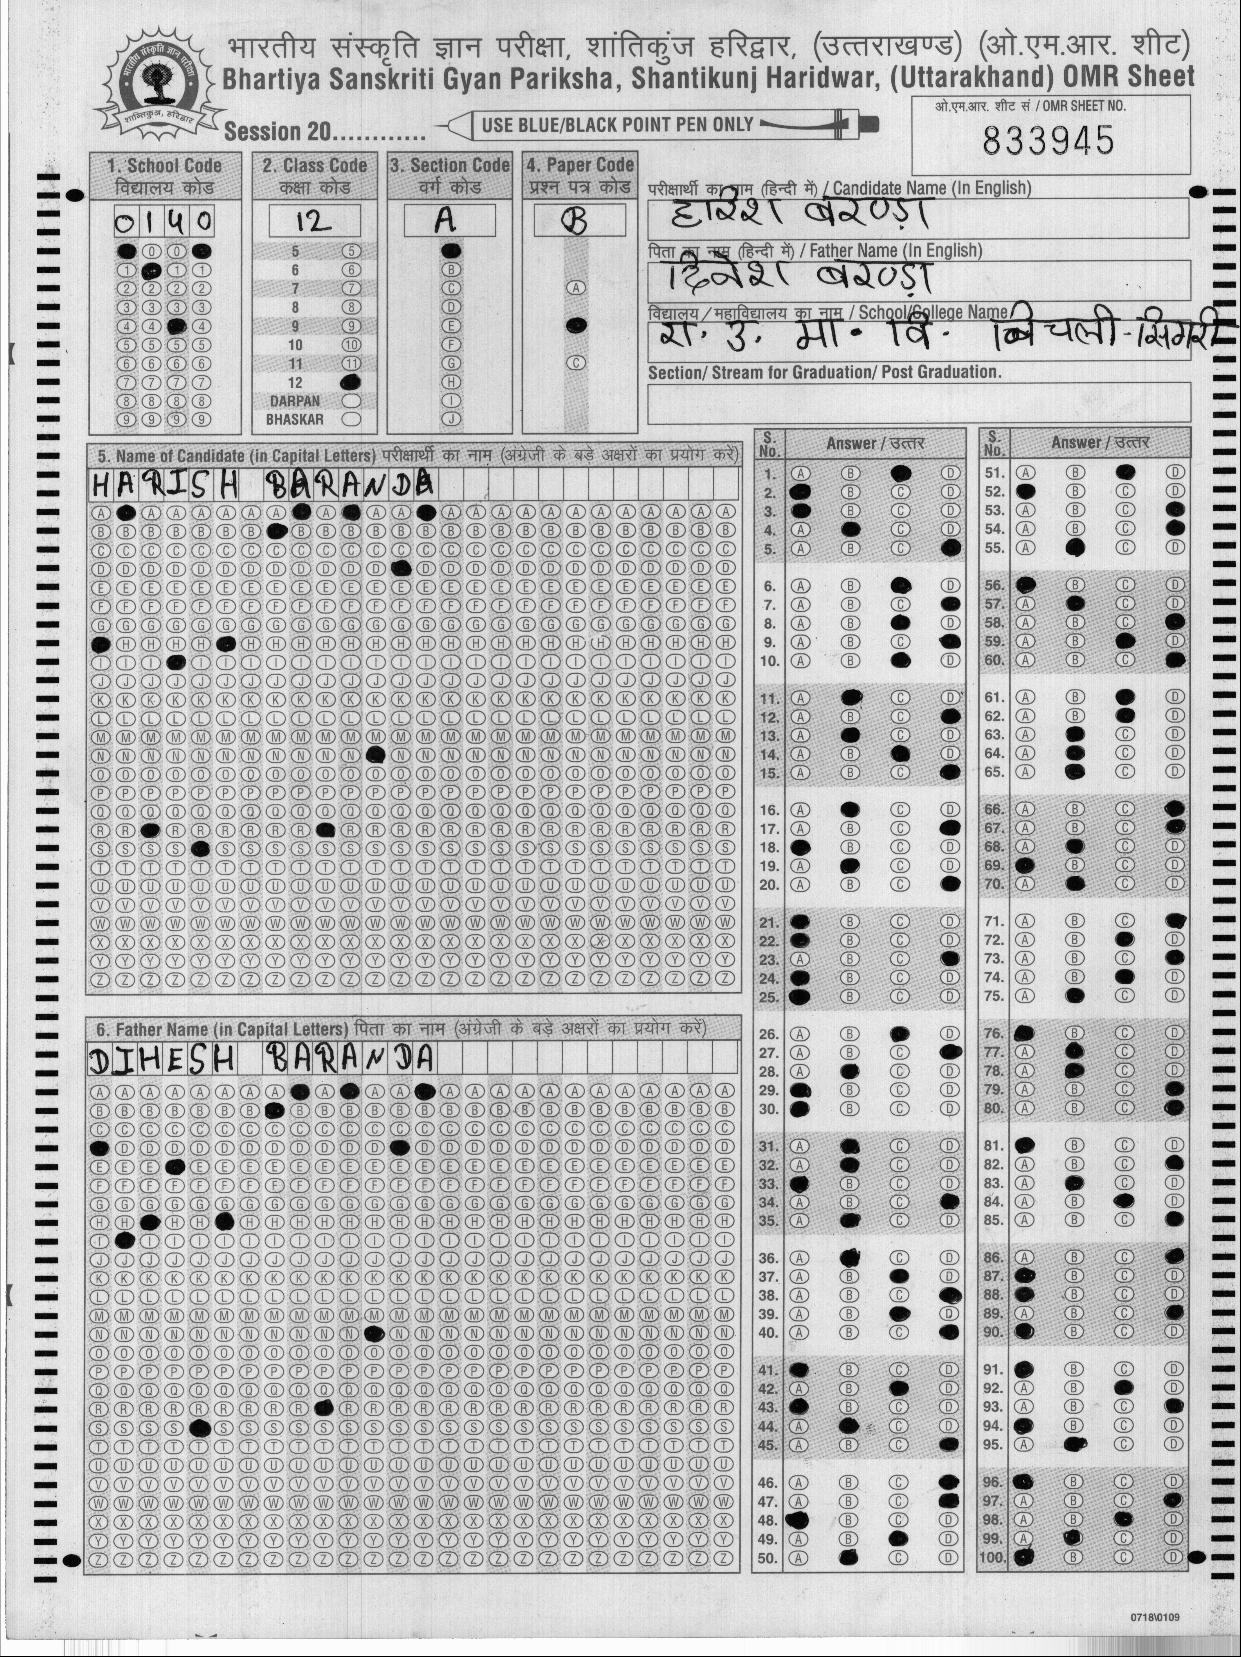 भारतीय संस्कृति ज्ञान परीक्षा, शांतिकुंज हरिद्वार, (उत्तराखण्ड) (ओ.एम.आर. शीट)
Bhartiya Sanskriti Gyan Pariksha, Shantikunj Haridwar, (Uttarakhand) OMR Sheet
Session 20............
USE BLUE/BLACK POINT PEN ONLY
ओ.एम.आर. शीट सं / OMR SHEET NO.
833945
1. School Code
विद्यालय कोड
0140
2. Class Code
कक्षा कोड
12
5
6
7
8
9
10
11
12
DARPAN
BHASKAR
3. Section Code
वर्ग कोड
A
4. Paper Code
प्रश्न पत्र कोड
B
परीक्षार्थी का नाम (हिन्दी में) / Candidate Name (In English)
हारिश बरण्डा
पिता का नाम (हिन्दी में) / Father Name (In English)
दिनेश बरण्डा
विद्यालय/महाविद्यालय का नाम / School/College Name
रा. उ. मा. वि. बिचली-सिगरी
Section/ Stream for Graduation/ Post Graduation.
5. Name of Candidate (in Capital Letters) परीक्षार्थी का नाम (अंग्रेजी के बड़े अक्षरों का प्रयोग करें)
HARISH BARANDA
6. Father Name (in Capital Letters) पिता का नाम (अंग्रेजी के बड़े अक्षरों का प्रयोग करें)
DIHESH BARANDA
S. No. Answer / उत्तर
S. No. Answer / उत्तर
0718\0109